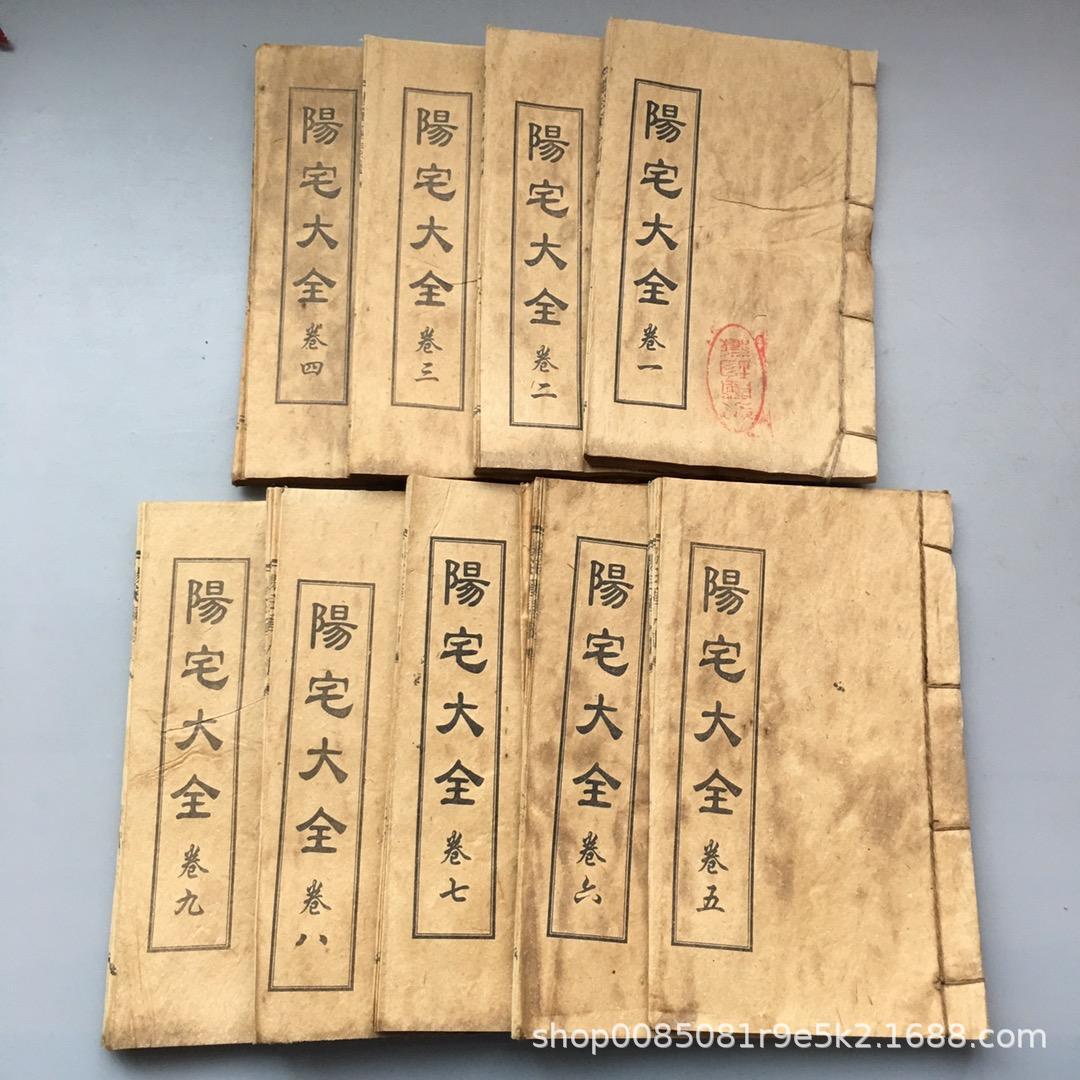 陽宅大全 卷一
陽宅大全 卷二
陽宅大全 卷三
陽宅大全 卷四
陽宅大全 卷五
陽宅大全 卷六
陽宅大全 卷七
陽宅大全 卷八
陽宅大全 卷九
shop0085081r9e5k2.1688.com